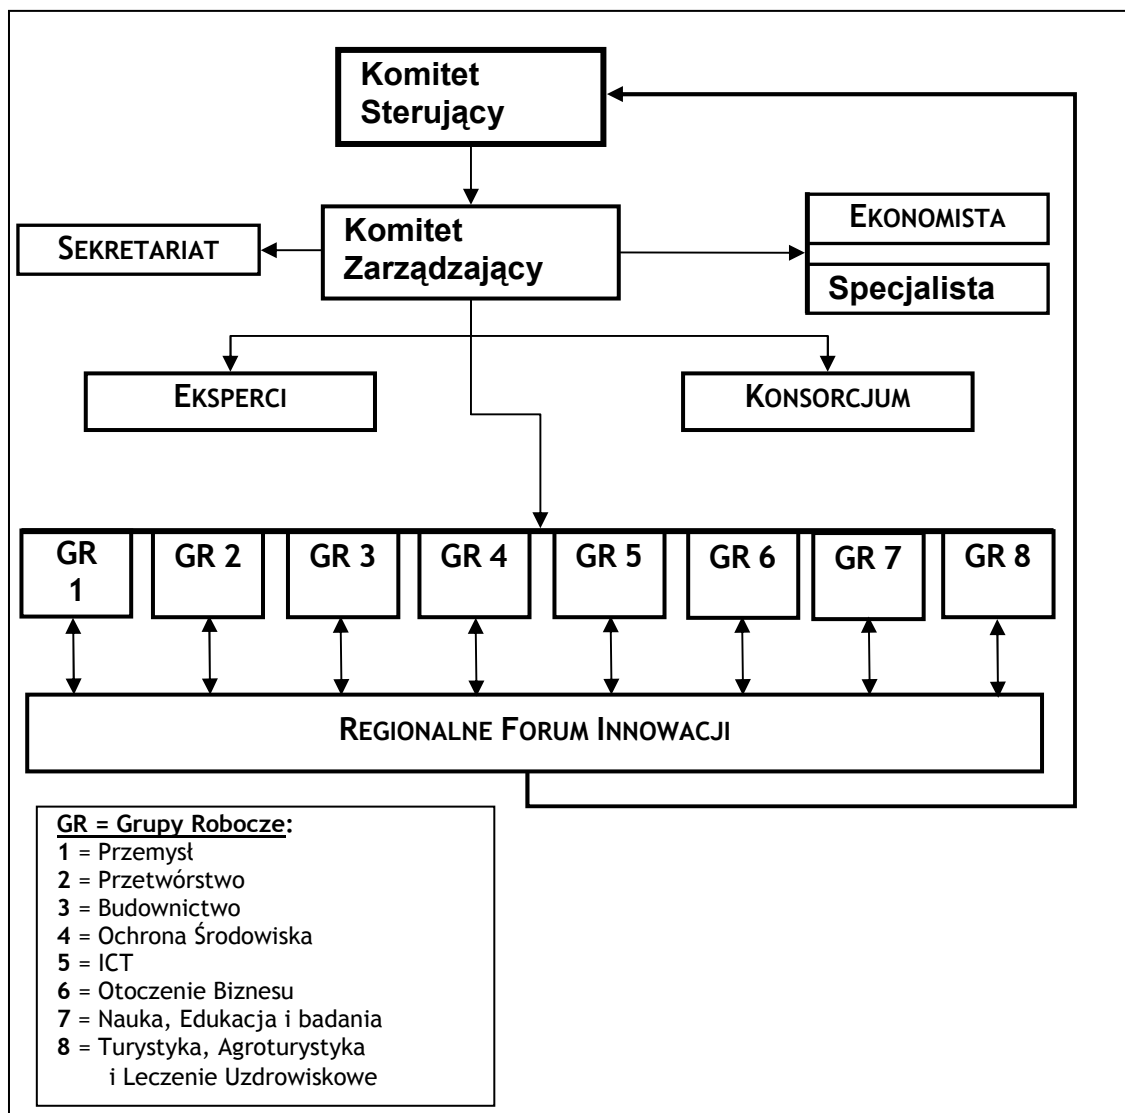 Komitet
Sterujący
Komitet
Zarządzający
SEKRETARIAT
EKONOMISTA
Specjalista
EKSPERCI
KONSORCJUM
GR
1
GR 2
GR 3
GR 4
GR 5
GR 6
GR 7
GR 8
REGIONALNE FORUM INNOWACJI
GR = Grupy Robocze:
1 = Przemysł
2 = Przetwórstwo
3 = Budownictwo
4 = Ochrona Środowiska
5 = ICT
6 = Otoczenie Biznesu
7 = Nauka, Edukacja i badania
8 = Turystyka, Agroturystyka
i Leczenie Uzdrowiskowe